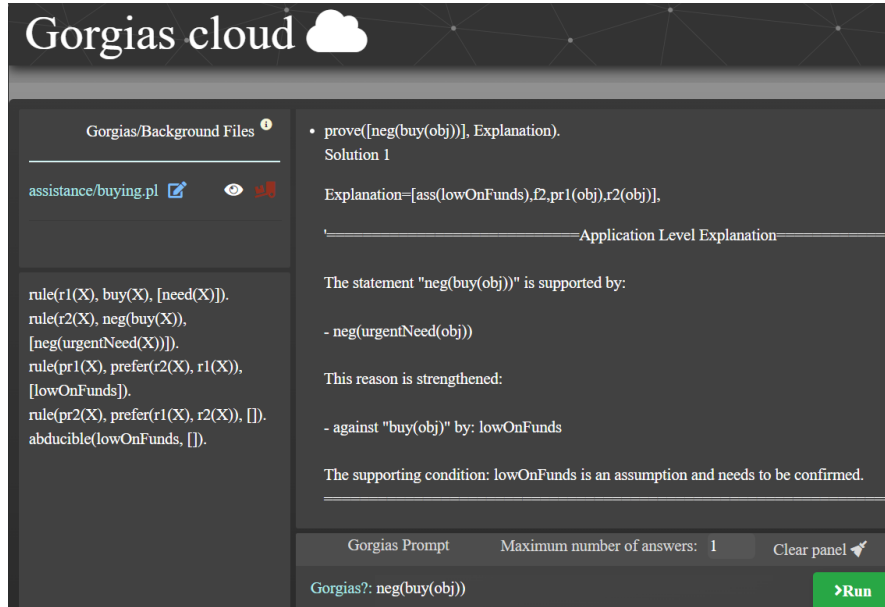 Gorgias cloud
Gorgias/Background Files
assistance/buying.pl
rule(r1(X), buy(X), [need(X)]).
rule(r2(X), neg(buy(X)),
[neg(urgentNeed(X))]).
rule(pr1(X), prefer(r2(X), r1(X)),
[lowOnFunds]).
rule(pr2(X), prefer(r1(X), r2(X)), []).
abducible(lowOnFunds, []).
• prove([neg(buy(obj))], Explanation).
Solution 1
Explanation=[ass(lowOnFunds),f2,pr1(obj),r2(obj)],
'============================Application Level Explanation============
The statement "neg(buy(obj))" is supported by:
- neg(urgentNeed(obj))
This reason is strengthened:
- against "buy(obj)" by: lowOnFunds
The supporting condition: lowOnFunds is an assumption and needs to be confirmed.
==============================================================
Gorgias Prompt Maximum number of answers: 1 Clear panel
Gorgias?: neg(buy(obj)) >Run